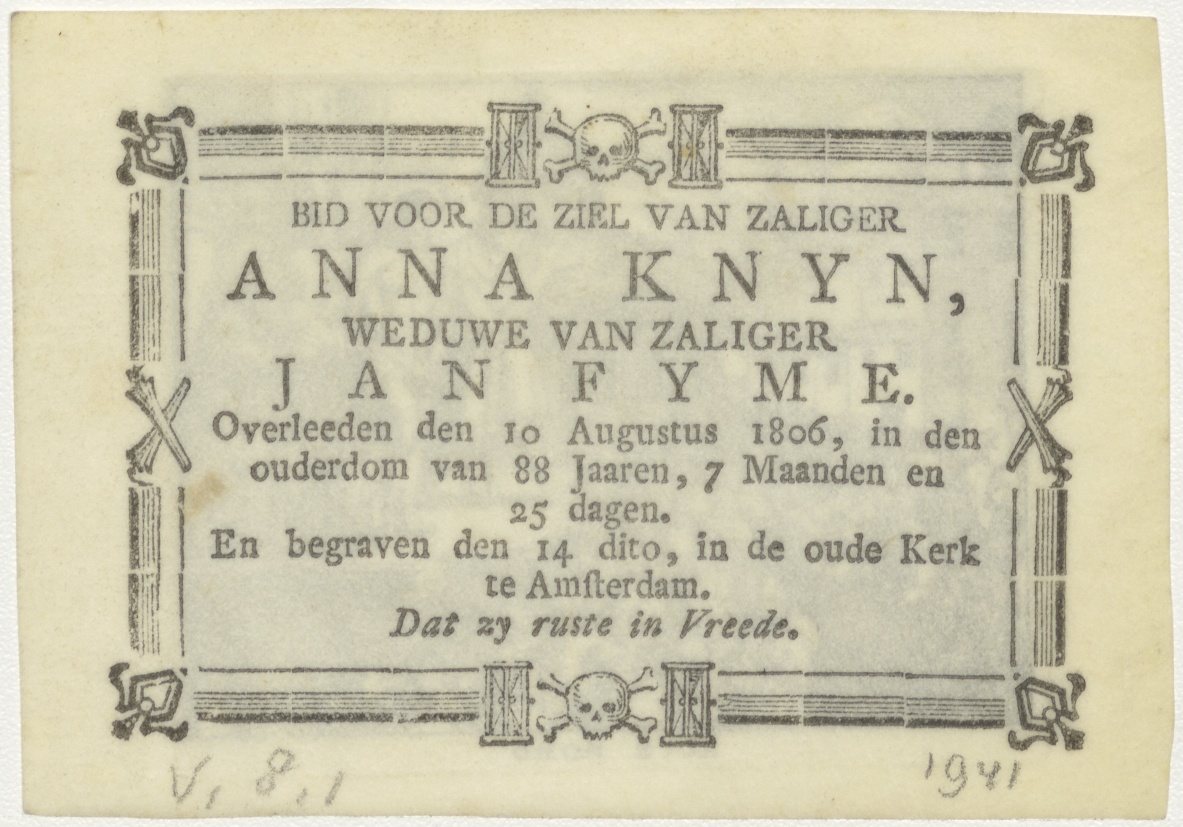 BID VOOR DE ZIEL VAN ZALIGER
ANNA KNYN,
WEDUWE VAN ZALIGER
JAN FYME.
Overleeden den 10 Augustus 1806, in den
ouderdom van 88 Jaaren, 7 Maanden en
25 dagen.
En begraven den 14 dito, in de oude Kerk
te Amſterdam.
Dat zy ruste in Vreede.
V, 8, 1
1941